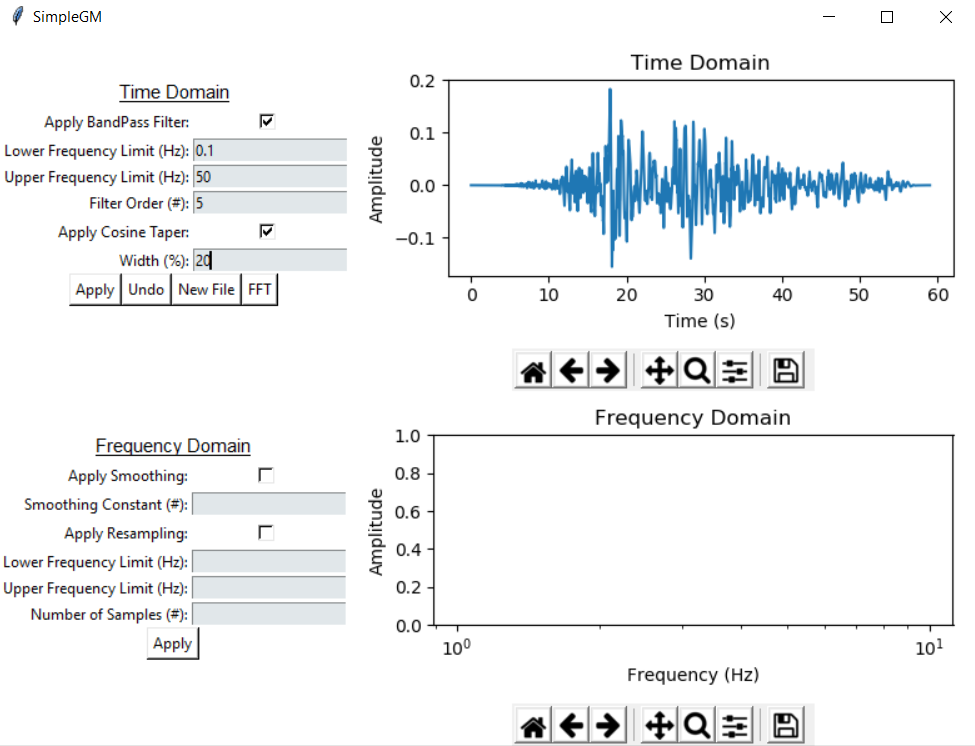 SimpleGM
Time Domain
Apply BandPass Filter:
Lower Frequency Limit (Hz): 0.1
Upper Frequency Limit (Hz): 50
Filter Order (#): 5
Apply Cosine Taper:
Width (%): 20
Apply Undo New File FFT
Time Domain
Amplitude
0.2
0.1
0.0
−0.1
0 10 20 30 40 50 60
Time (s)
Frequency Domain
Apply Smoothing:
Smoothing Constant (#):
Apply Resampling:
Lower Frequency Limit (Hz):
Upper Frequency Limit (Hz):
Number of Samples (#):
Apply
Frequency Domain
Amplitude
1.0
0.8
0.6
0.4
0.2
0.0
10⁰ 10¹
Frequency (Hz)